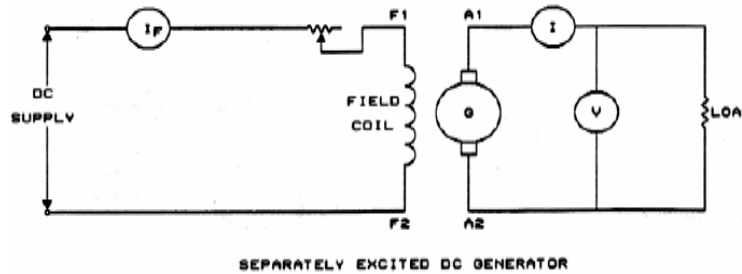 F1
A1
IF
I
DC
SUPPLY
FIELD
COIL
G
V
LOA
F2
A2
SEPARATELY EXCITED DC GENERATOR